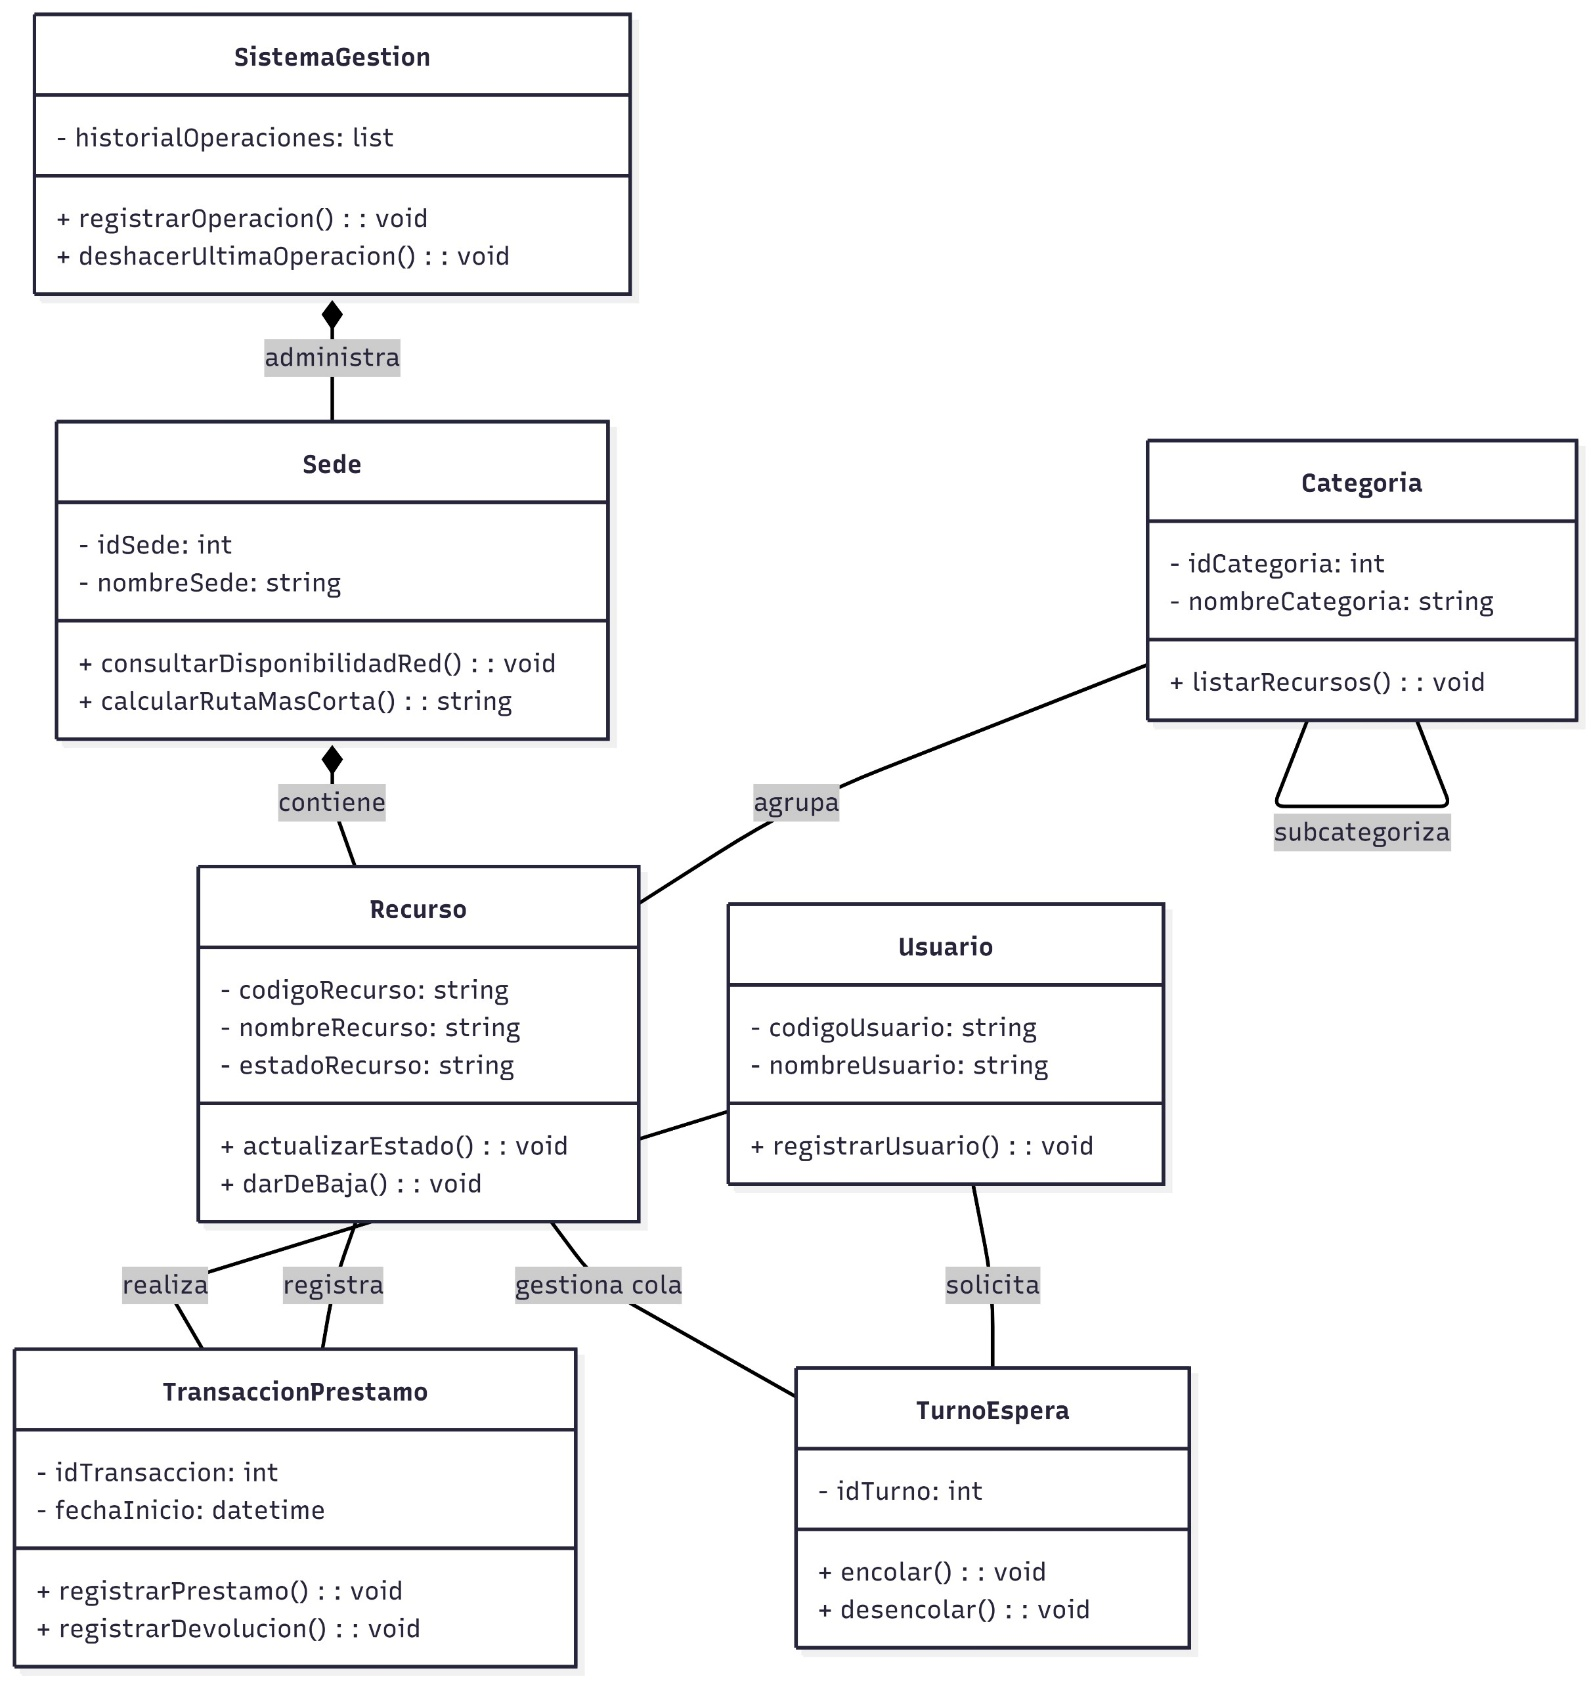 SistemaGestion
- historialOperaciones: list
+ registrarOperacion() : : void
+ deshacerUltimaOperacion() : : void
administra
Sede
- idSede: int
- nombreSede: string
+ consultarDisponibilidadRed() : : void
+ calcularRutaMasCorta() : : string
Categoria
- idCategoria: int
- nombreCategoria: string
+ listarRecursos() : : void
contiene
agrupa
subcategoriza
Recurso
- codigoRecurso: string
- nombreRecurso: string
- estadoRecurso: string
+ actualizarEstado() : : void
+ darDeBaja() : : void
Usuario
- codigoUsuario: string
- nombreUsuario: string
+ registrarUsuario() : : void
realiza
registra
gestiona cola
solicita
TransaccionPrestamo
- idTransaccion: int
- fechaInicio: datetime
+ registrarPrestamo() : : void
+ registrarDevolucion() : : void
TurnoEspera
- idTurno: int
+ encolar() : : void
+ desencolar() : : void